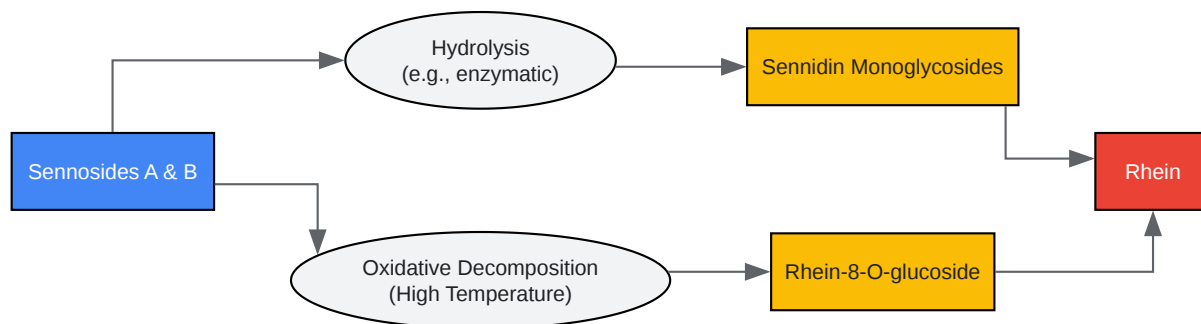 Hydrolysis
(e.g., enzymatic)
Sennidin Monoglycosides
Sennosides A & B
Rhein
Oxidative Decomposition
(High Temperature)
Rhein-8-O-glucoside